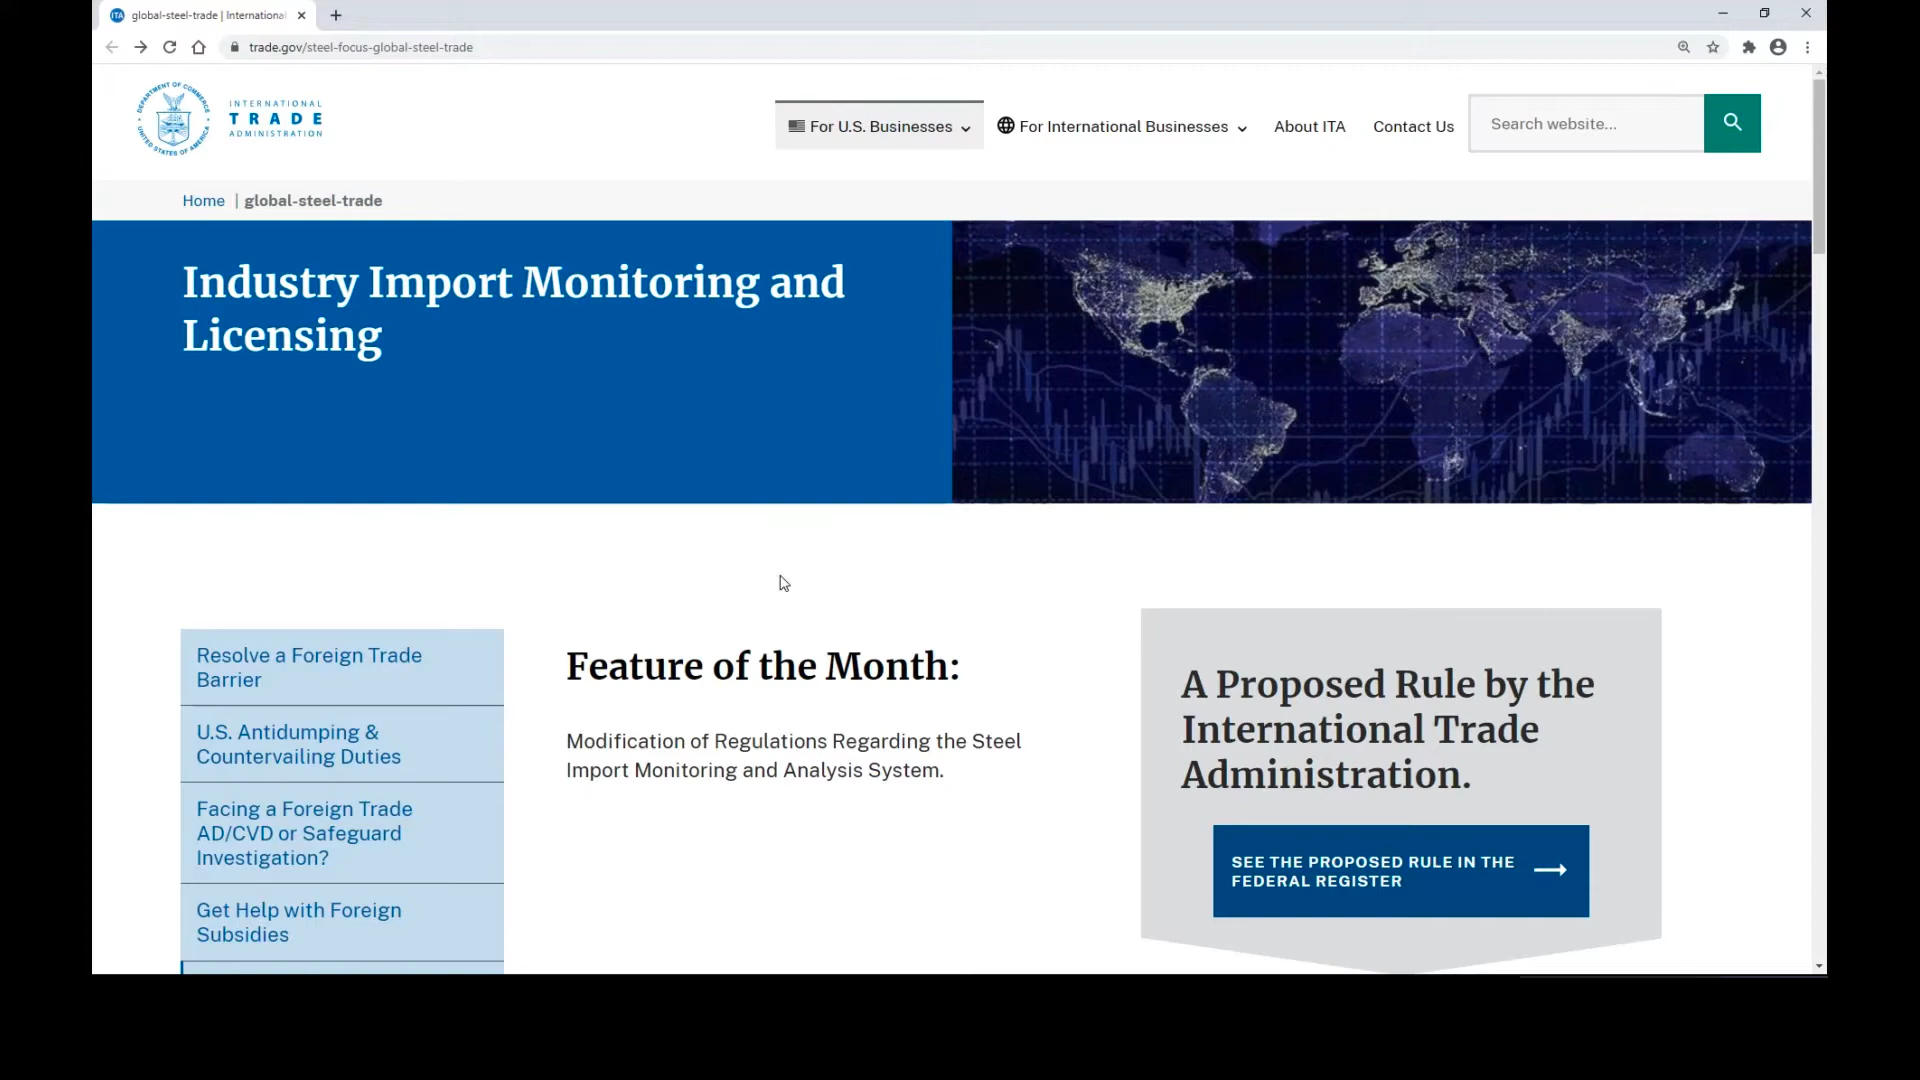 global-steel-trade | International
trade.gov/steel-focus-global-steel-trade
DEPARTMENT OF COMMERCE
UNITED STATES OF AMERICA
INTERNATIONAL
TRADE
ADMINISTRATION
For U.S. Businesses
For International Businesses
About ITA
Contact Us
Search website...
Home | global-steel-trade
Industry Import Monitoring and
Licensing
Resolve a Foreign Trade
Barrier
U.S. Antidumping &
Countervailing Duties
Facing a Foreign Trade
AD/CVD or Safeguard
Investigation?
Get Help with Foreign
Subsidies
Feature of the Month:
Modification of Regulations Regarding the Steel
Import Monitoring and Analysis System.
A Proposed Rule by the
International Trade
Administration.
SEE THE PROPOSED RULE IN THE
FEDERAL REGISTER